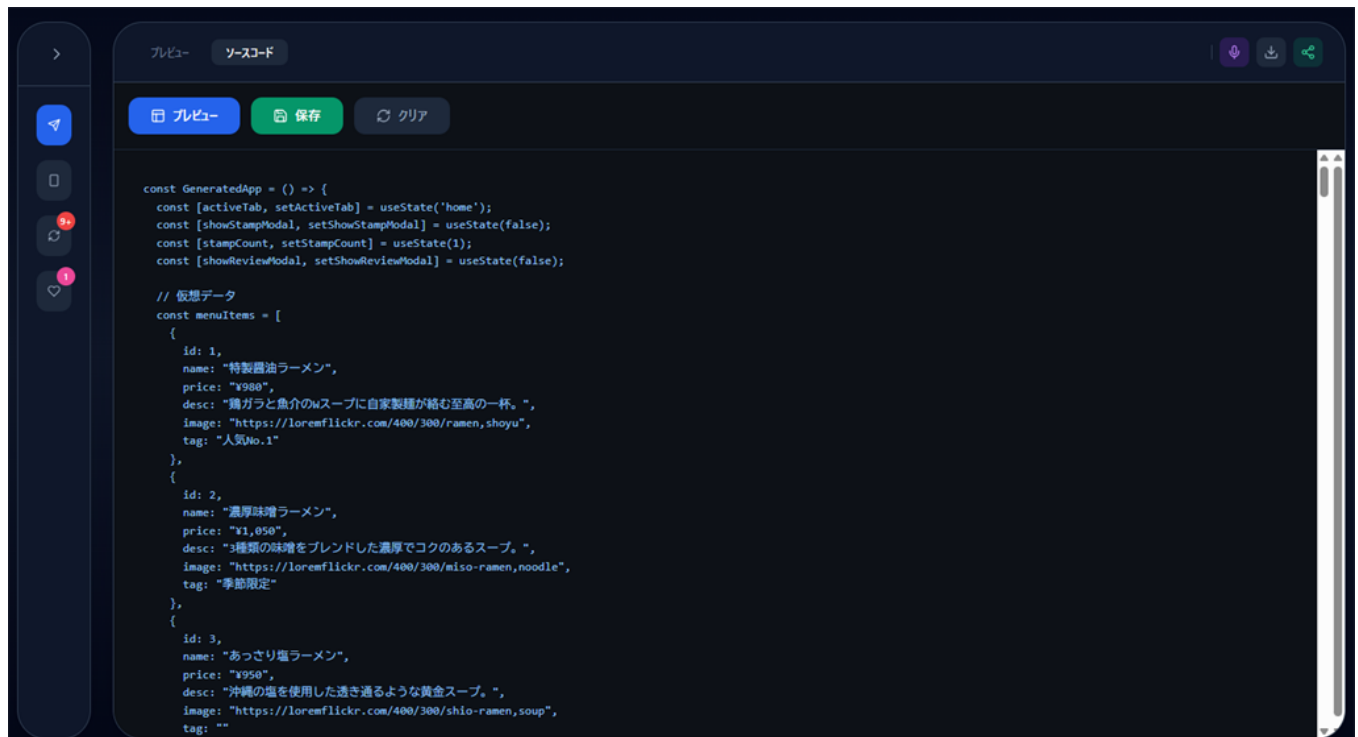 プレビュー ソースコード
プレビュー 保存 クリア
9+
1
const GeneratedApp = () => {
const [activeTab, setActiveTab] = useState('home');
const [showStampModal, setShowStampModal] = useState(false);
const [stampCount, setStampCount] = useState(1);
const [showReviewModal, setShowReviewModal] = useState(false);
// 仮想データ
const menuItems = [
{
id: 1,
name: "特製醤油ラーメン",
price: "¥980",
desc: "鶏ガラと魚介のWスープに自家製麺が絡む至高の一杯。",
image: "https://loremflickr.com/400/300/ramen,shoyu",
tag: "人気No.1"
},
{
id: 2,
name: "濃厚味噌ラーメン",
price: "¥1,050",
desc: "3種類の味噌をブレンドした濃厚でコクのあるスープ。",
image: "https://loremflickr.com/400/300/miso-ramen,noodle",
tag: "季節限定"
},
{
id: 3,
name: "あっさり塩ラーメン",
price: "¥950",
desc: "沖縄の塩を使用した透き通るような黄金スープ。",
image: "https://loremflickr.com/400/300/shio-ramen,soup",
tag: ""